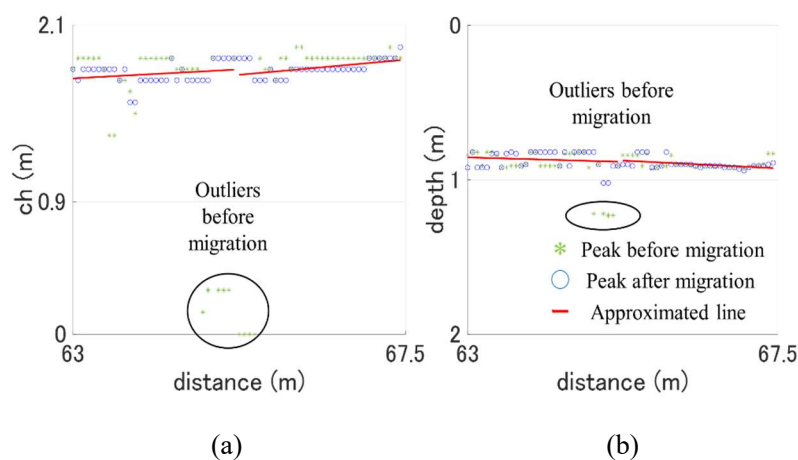 2.1
ch (m)
0.9
0
Outliers
before
migration
63
67.5
distance (m)
(a)
0
depth (m)
1
2
Outliers before
migration
Peak before migration
Peak after migration
Approximated line
63
67.5
distance (m)
(b)